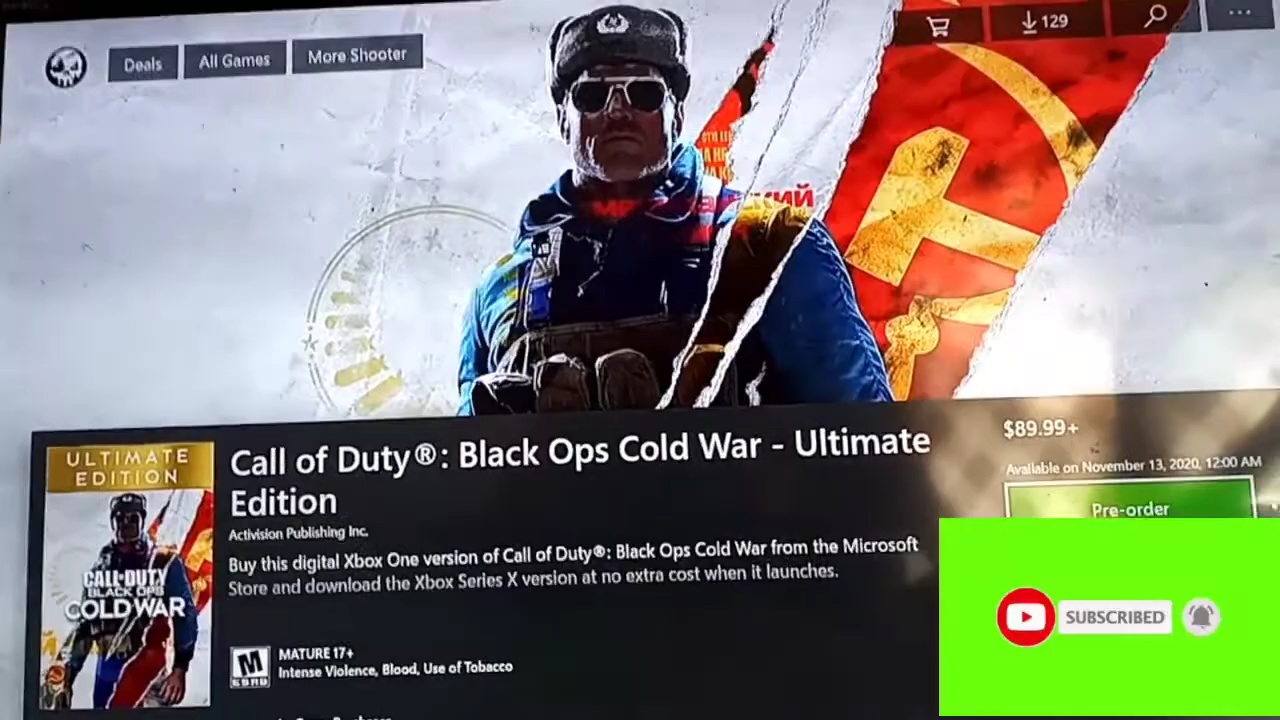 Deals
All Games
More Shooter
129
...ский
$89.99+
Available on November 13, 2020, 12:00 AM
Pre-order
ULTIMATE
EDITION
CALL OF DUTY
BLACK OPS
COLD WAR
Call of Duty®: Black Ops Cold War - Ultimate
Edition
Activision Publishing Inc.
Buy this digital Xbox One version of Call of Duty®: Black Ops Cold War from the Microsoft
Store and download the Xbox Series X version at no extra cost when it launches.
M
ESRB
MATURE 17+
Intense Violence, Blood, Use of Tobacco
SUBSCRIBED